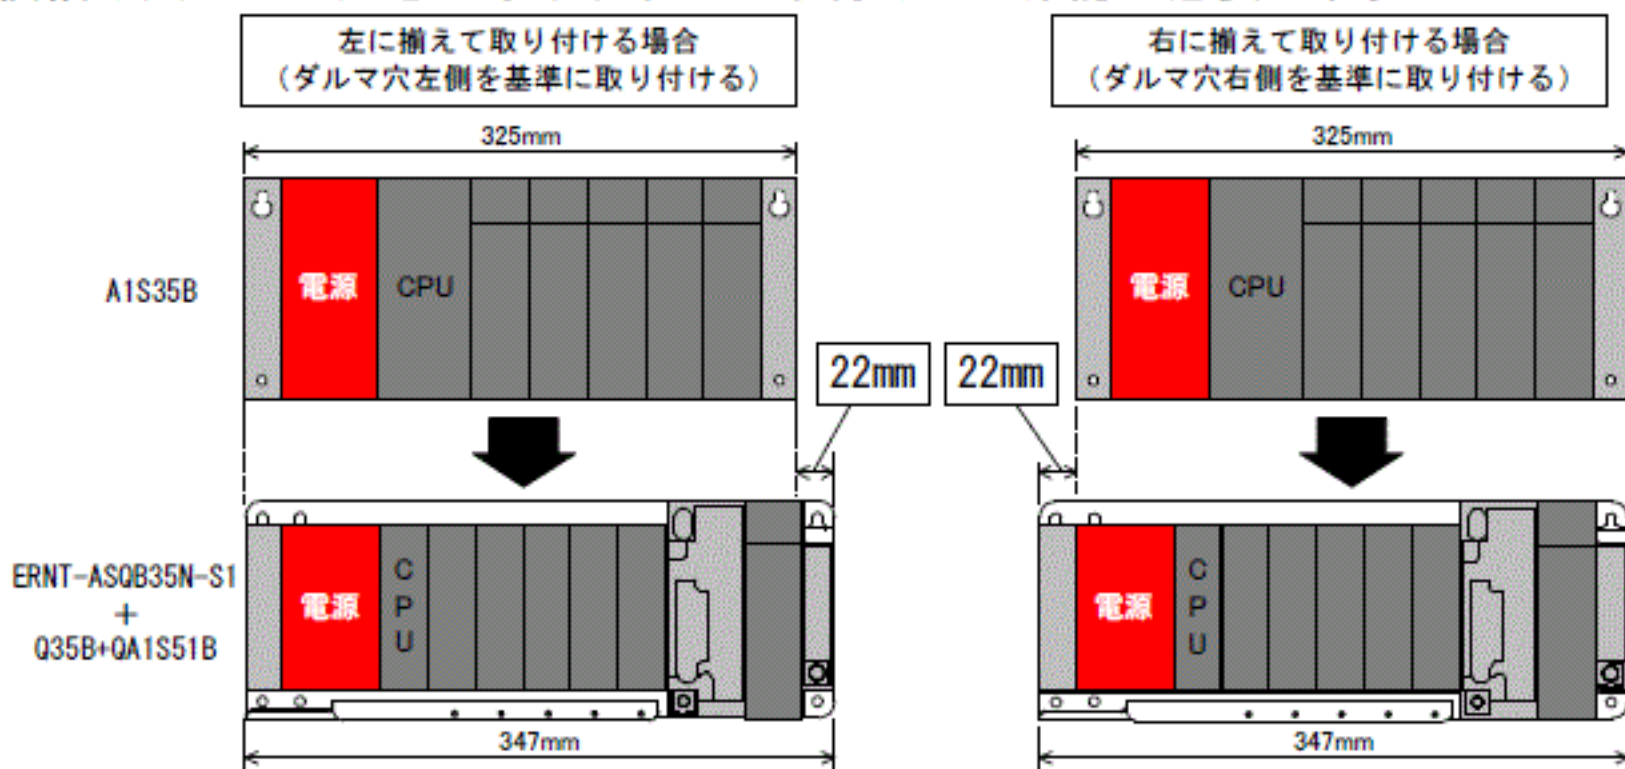 左に揃えて取り付ける場合
(ダルマ穴左側を基準に取り付ける)
右に揃えて取り付ける場合
(ダルマ穴右側を基準に取り付ける)
325mm
325mm
A1S35B
電源
CPU
電源
CPU
22mm
22mm
ERNT-ASQB35N-S1
+
Q35B+QA1S51B
電源
C
P
U
電源
C
P
U
347mm
347mm